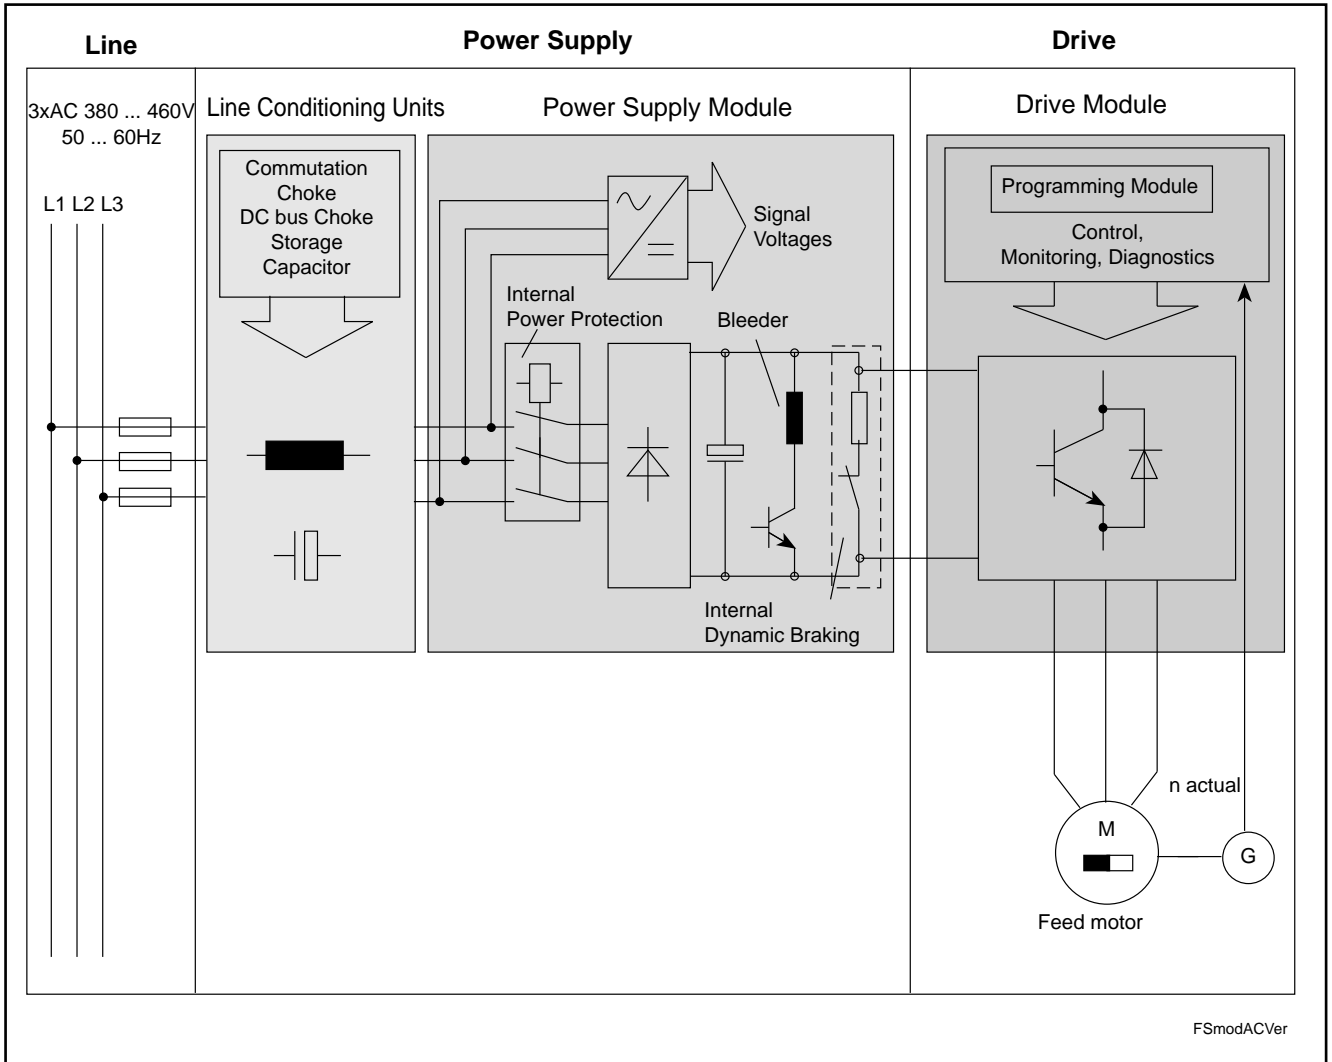 Line
Power Supply
Drive
3xAC 380 ... 460V
50 ... 60Hz
L1 L2 L3
Line Conditioning Units
Commutation
Choke
DC bus Choke
Storage
Capacitor
Power Supply Module
Signal
Voltages
Internal
Power Protection
Bleeder
Internal
Dynamic Braking
Drive Module
Programming Module
Control,
Monitoring, Diagnostics
n actual
M
G
Feed motor
FSmodACVer